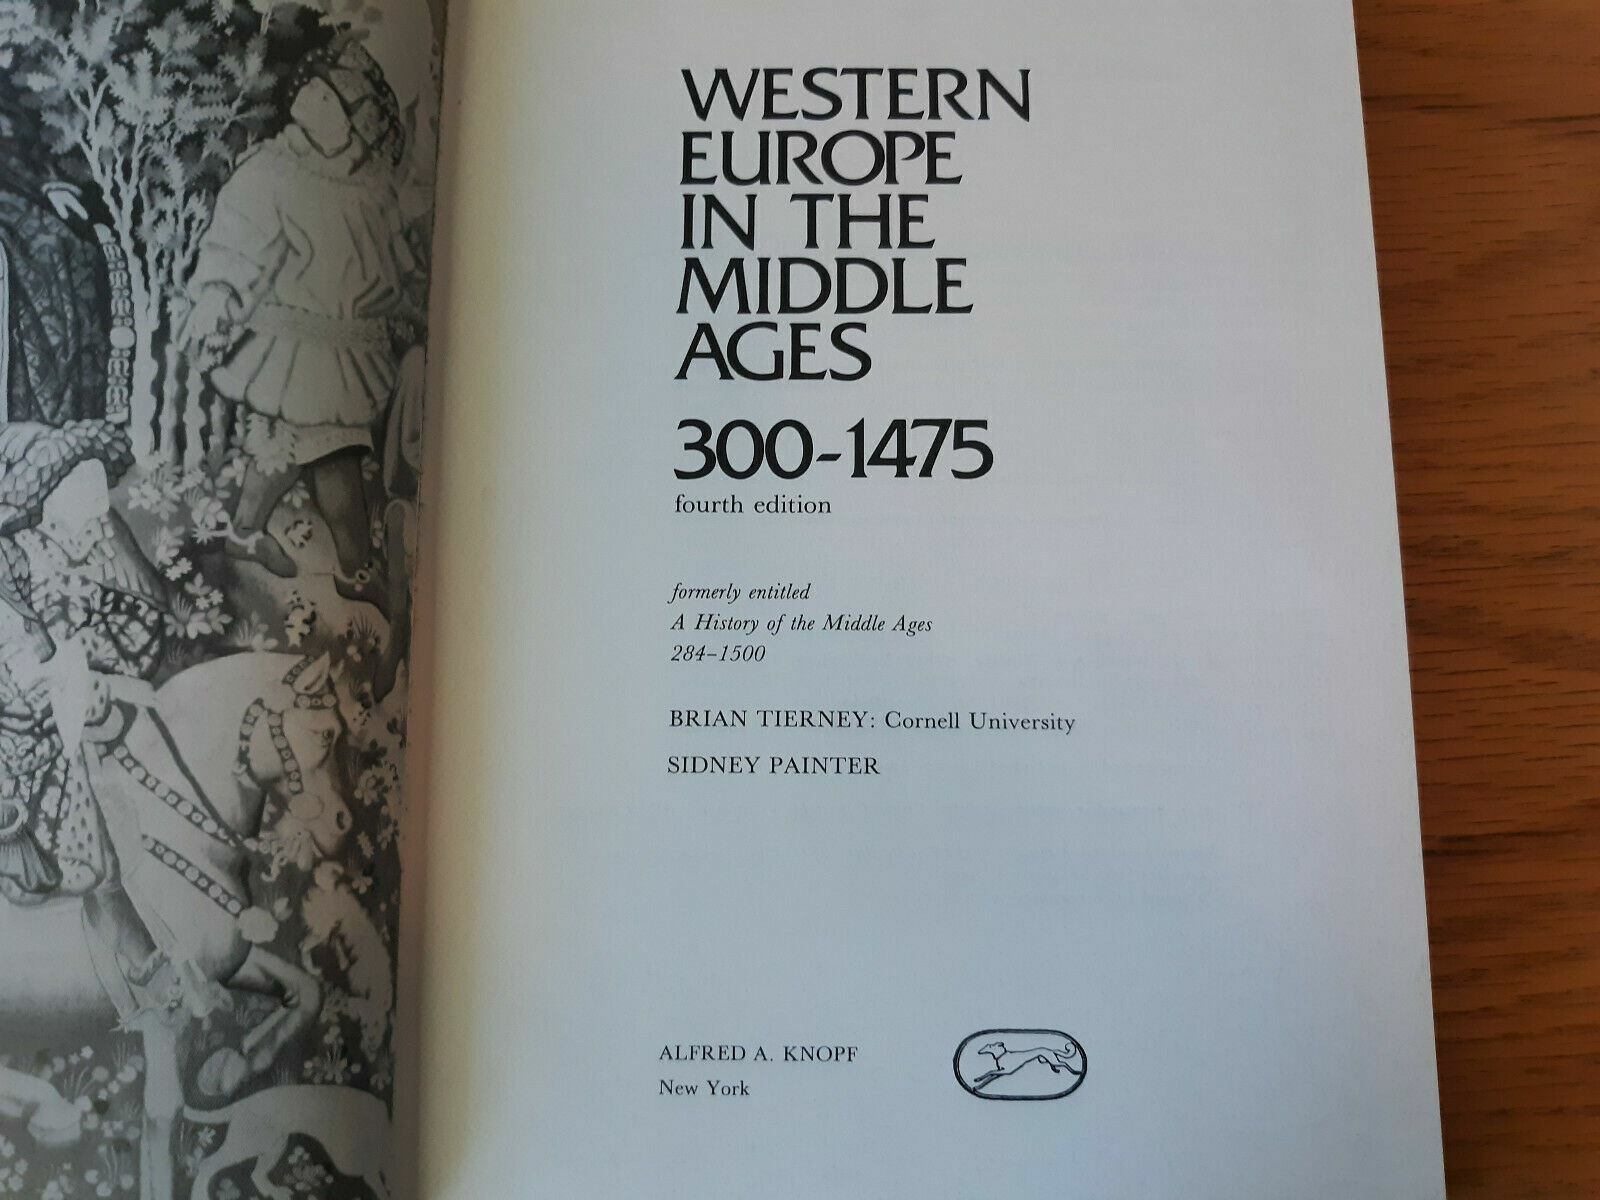 WESTERN
EUROPE
IN THE
MIDDLE
AGES
300-1475
fourth edition
formerly entitled
A History of the Middle Ages
284–1500
BRIAN TIERNEY: Cornell University
SIDNEY PAINTER
ALFRED A. KNOPF
New York